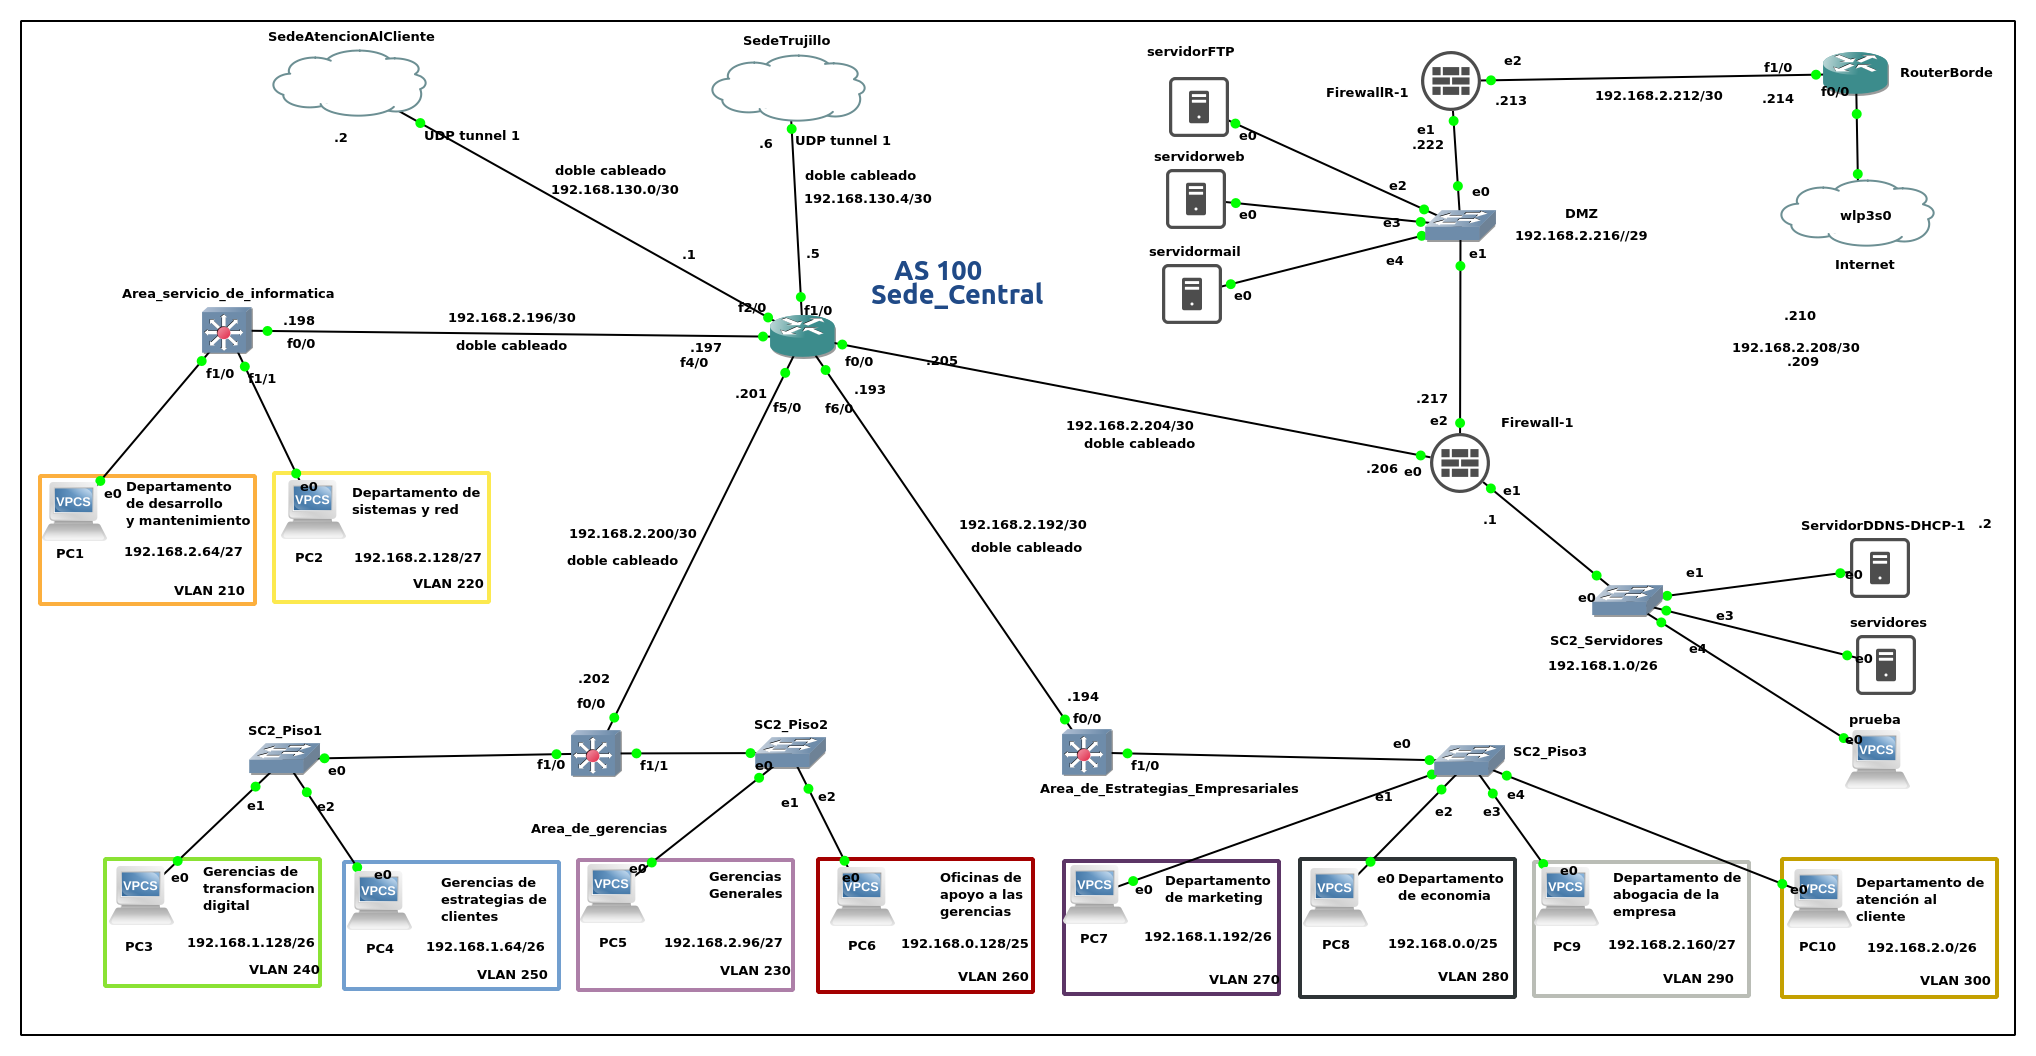 SedeAtencionAlCliente
.2
UDP tunnel 1
doble cableado
192.168.130.0/30
.1
f2/0
SedeTrujillo
.6
UDP tunnel 1
doble cableado
192.168.130.4/30
.5
f1/0
AS 100
Sede_Central
servidorFTP
e0
servidorweb
e0
servidormail
e0
FirewallR-1
e2
.213
192.168.2.212/30
f1/0
.214
f0/0
RouterBorde
e1
.222
e0
e2
e3
e4
e1
DMZ
192.168.2.216//29
wlp3s0
Internet
.210
192.168.2.208/30
.209
Area_servicio_de_informatica
.198
f0/0
192.168.2.196/30
doble cableado
.197
f4/0
f1/0
f1/1
.201
f5/0
.193
f6/0
f0/0
.205
192.168.2.204/30
doble cableado
.206
e0
.217
e2
Firewall-1
e1
.1
e0
Departamento
de desarrollo
y mantenimiento
VPCS
PC1
192.168.2.64/27
VLAN 210
e0
Departamento de
sistemas y red
VPCS
PC2
192.168.2.128/27
VLAN 220
192.168.2.200/30
doble cableado
192.168.2.192/30
doble cableado
ServidorDDNS-DHCP-1
.2
e0
e1
e0
SC2_Servidores
192.168.1.0/26
e3
e4
servidores
e0
prueba
e0
VPCS
.202
f0/0
.194
f0/0
SC2_Piso1
e0
e1
e2
f1/0
f1/1
SC2_Piso2
e0
e1
e2
Area_de_gerencias
f1/0
Area_de_Estrategias_Empresariales
e0
SC2_Piso3
e1
e2
e3
e4
e0
Gerencias de
transformacion
digital
VPCS
PC3
192.168.1.128/26
VLAN 240
e0
Gerencias de
estrategias de
clientes
VPCS
PC4
192.168.1.64/26
VLAN 250
e0
Gerencias
Generales
VPCS
PC5
192.168.2.96/27
VLAN 230
e0
Oficinas de
apoyo a las
gerencias
VPCS
PC6
192.168.0.128/25
VLAN 260
e0
Departamento
de marketing
VPCS
PC7
192.168.1.192/26
VLAN 270
e0
Departamento
de economia
VPCS
PC8
192.168.0.0/25
VLAN 280
e0
Departamento de
abogacia de la
empresa
VPCS
PC9
192.168.2.160/27
VLAN 290
e0
Departamento de
atención al
cliente
VPCS
PC10
192.168.2.0/26
VLAN 300